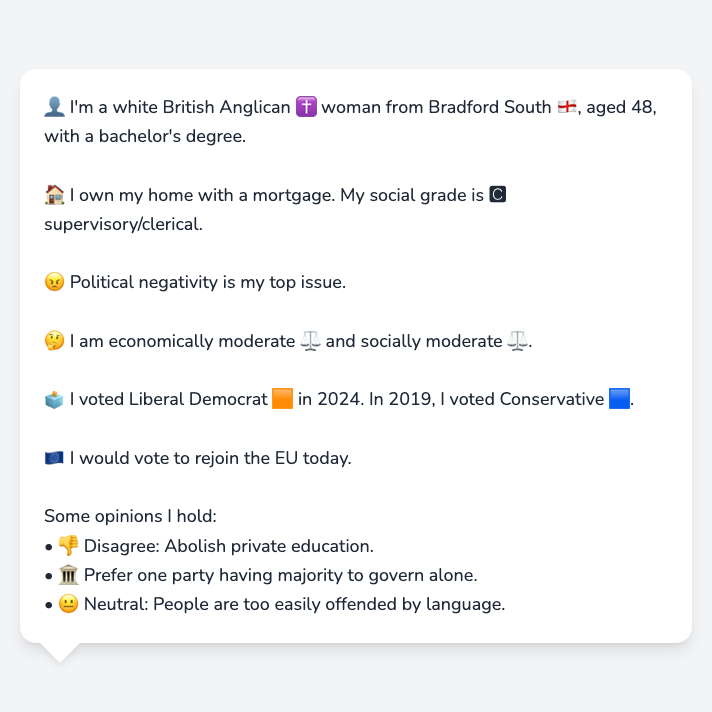 👤 I'm a white British Anglican ✝️ woman from Bradford South 🏴󠁧󠁢󠁥󠁮󠁧󠁿, aged 48,
with a bachelor's degree.
🏠 I own my home with a mortgage. My social grade is 🅲
supervisory/clerical.
😠 Political negativity is my top issue.
🤔 I am economically moderate ⚖️ and socially moderate ⚖️.
🗳️ I voted Liberal Democrat 🟧 in 2024. In 2019, I voted Conservative 🟦.
🇪🇺 I would vote to rejoin the EU today.
Some opinions I hold:
• 👎 Disagree: Abolish private education.
• 🏛️ Prefer one party having majority to govern alone.
• 😐 Neutral: People are too easily offended by language.